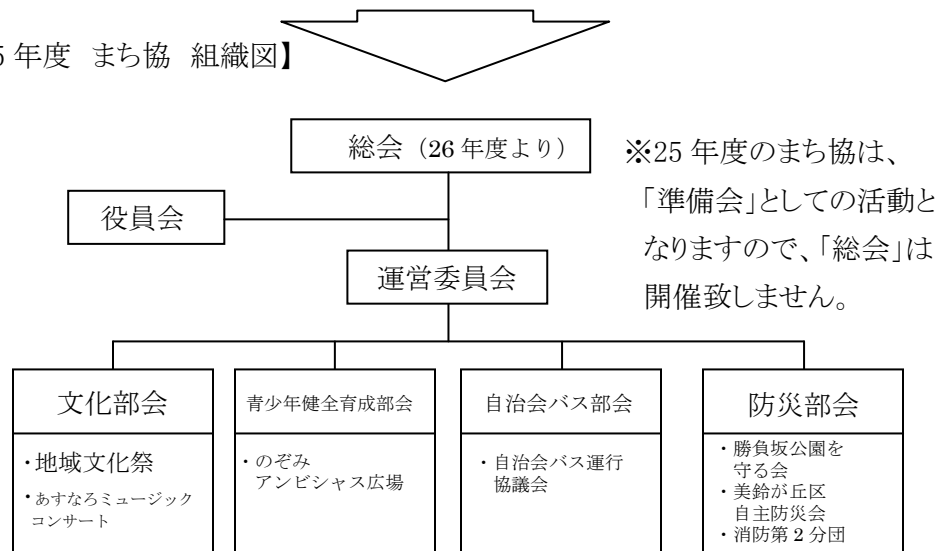 5 年度 まち協 組織図】
総会（26 年度より）
※25 年度のまち協は、
「準備会」としての活動と
なりますので、「総会」は
開催致しません。
役員会
運営委員会
文化部会
・地域文化祭
・あすなろミュージック
コンサート
青少年健全育成部会
・のぞみ
アンビシャス広場
自治会バス部会
・自治会バス運行
協議会
防災部会
・勝負坂公園を
守る会
・美鈴が丘区
自主防災会
・消防第 2 分団